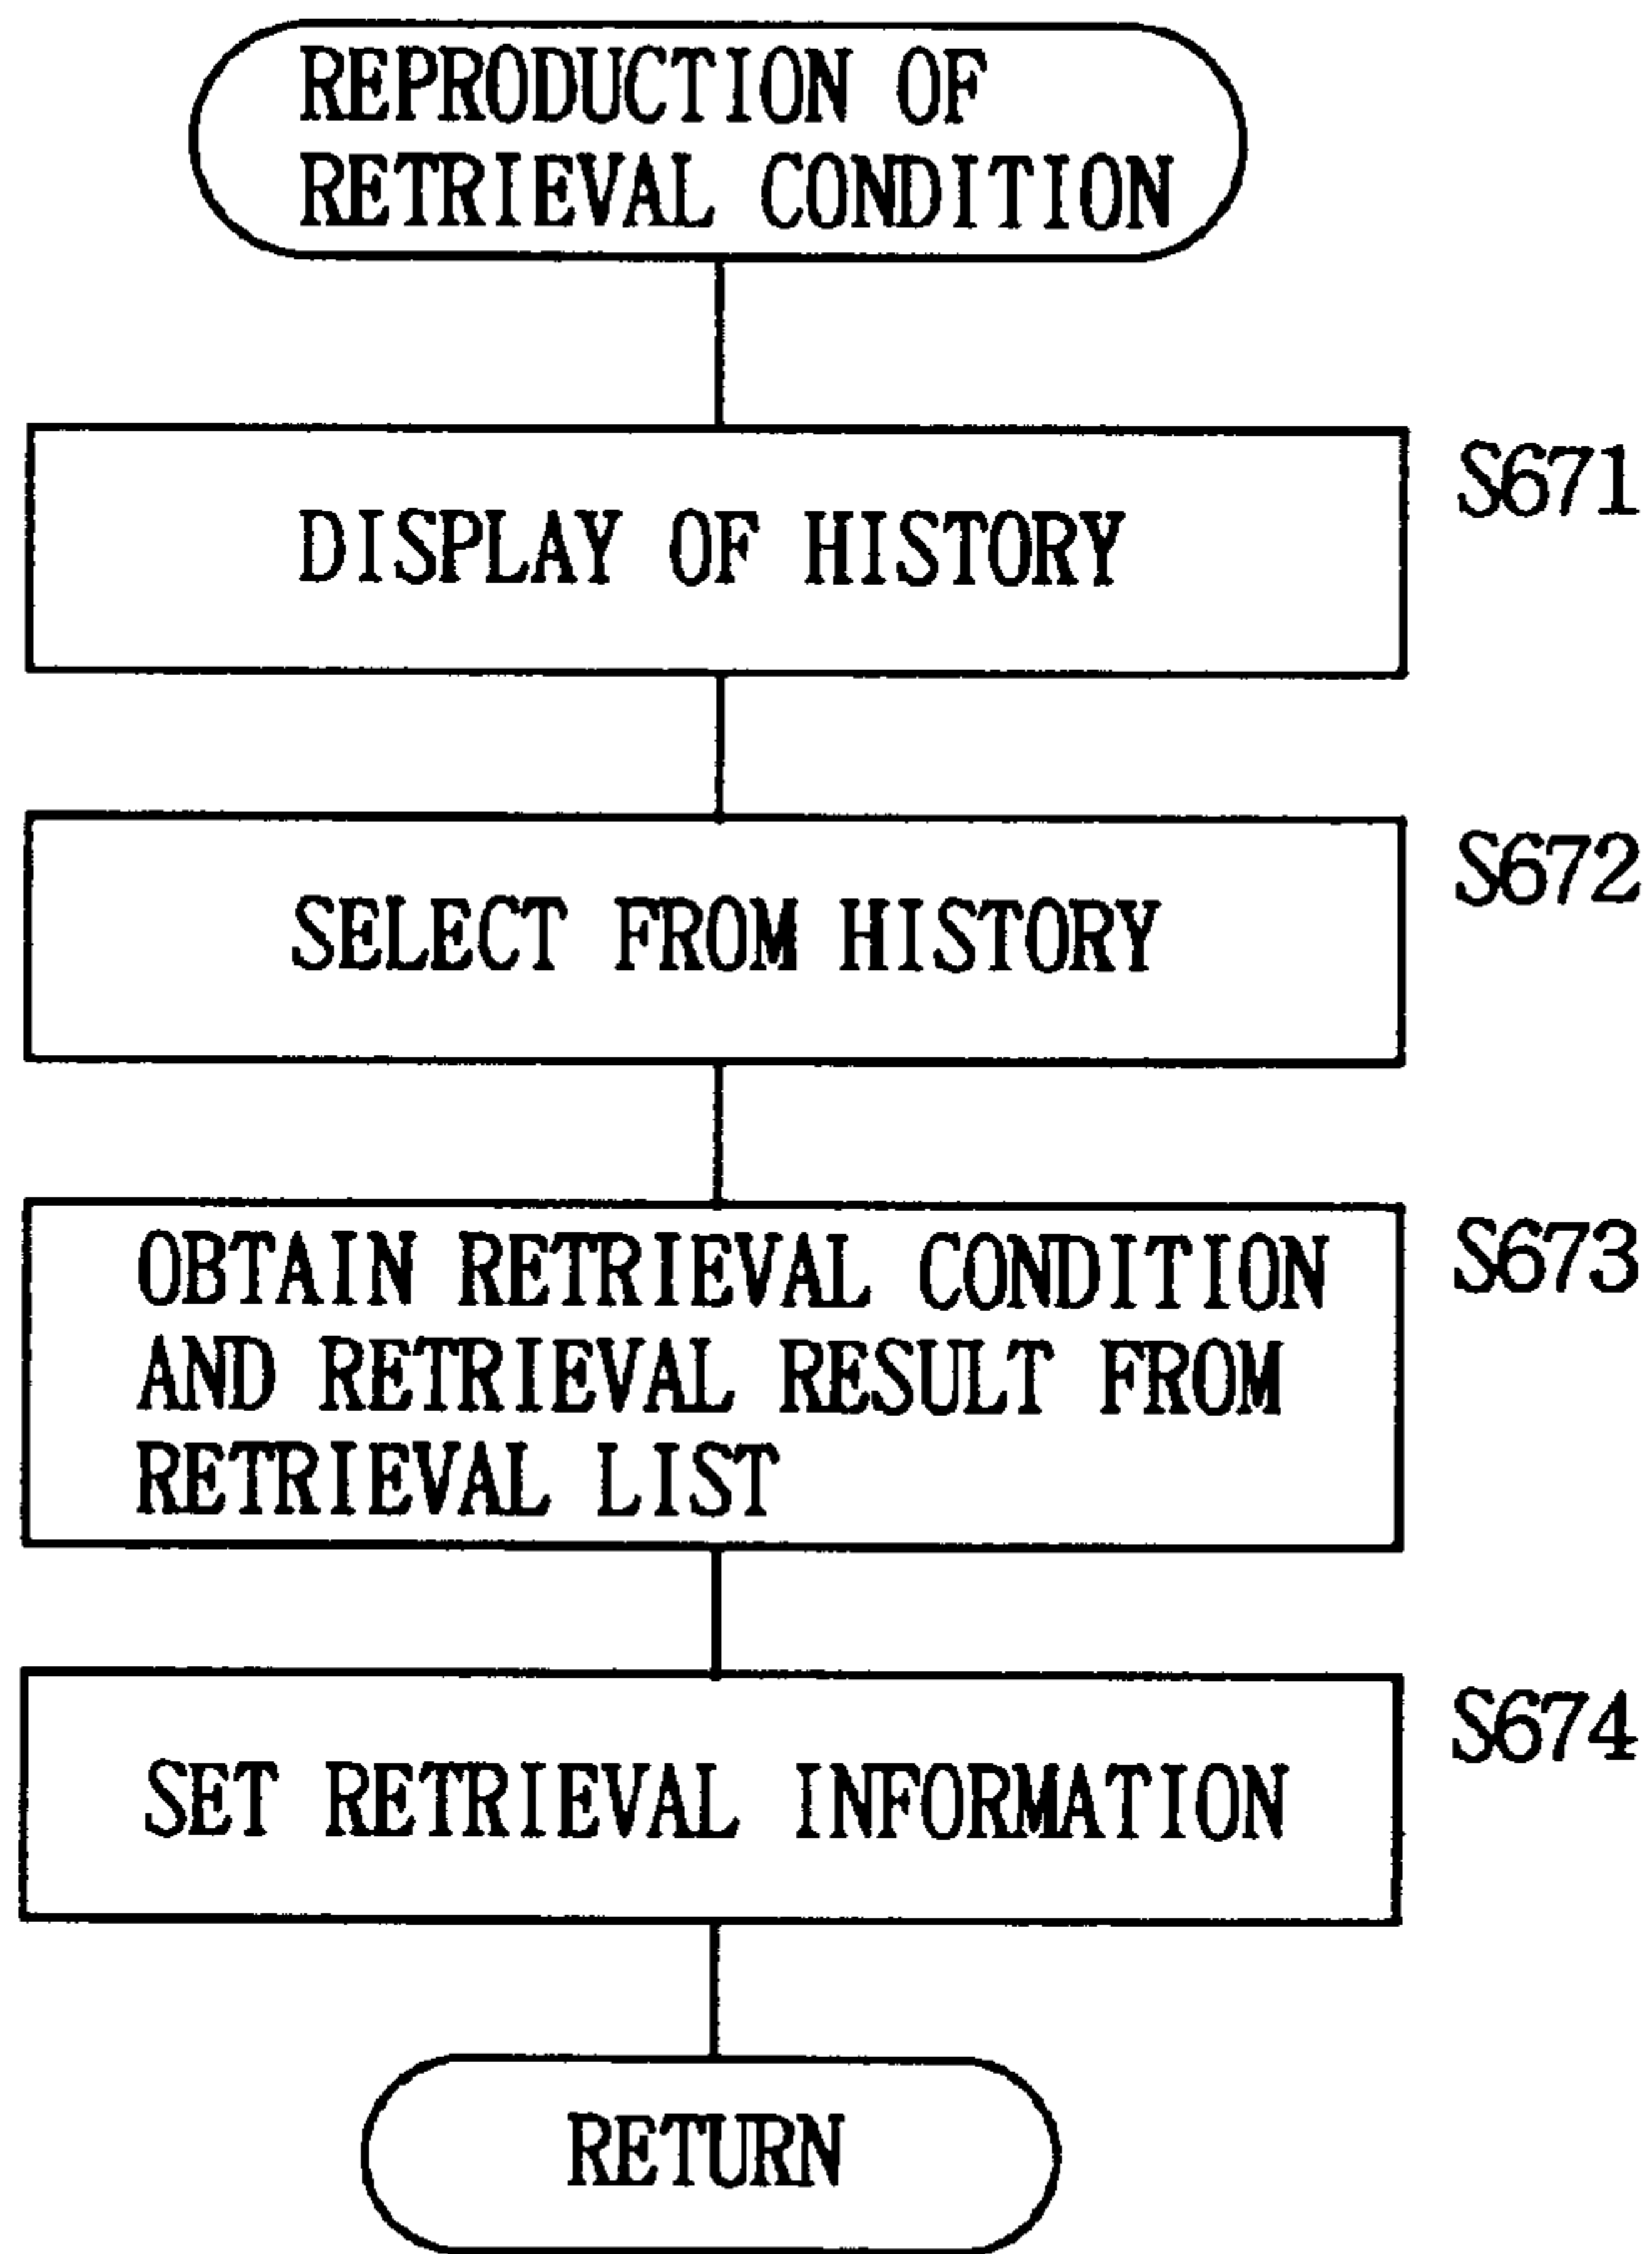 REPRODUCTION OF
RETRIEVAL CONDITION
DISPLAY OF HISTORY
S671
SELECT FROM HISTORY
S672
OBTAIN RETRIEVAL CONDITION
AND RETRIEVAL RESULT FROM
RETRIEVAL LIST
S673
SET RETRIEVAL INFORMATION
S674
RETURN